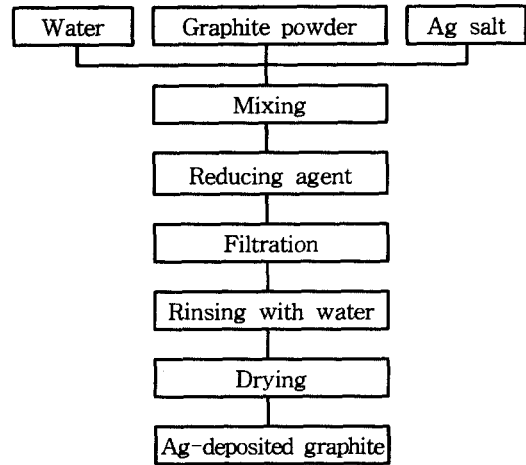 Water
Graphite powder
Ag salt
Mixing
Reducing agent
Filtration
Rinsing with water
Drying
Ag-deposited graphite